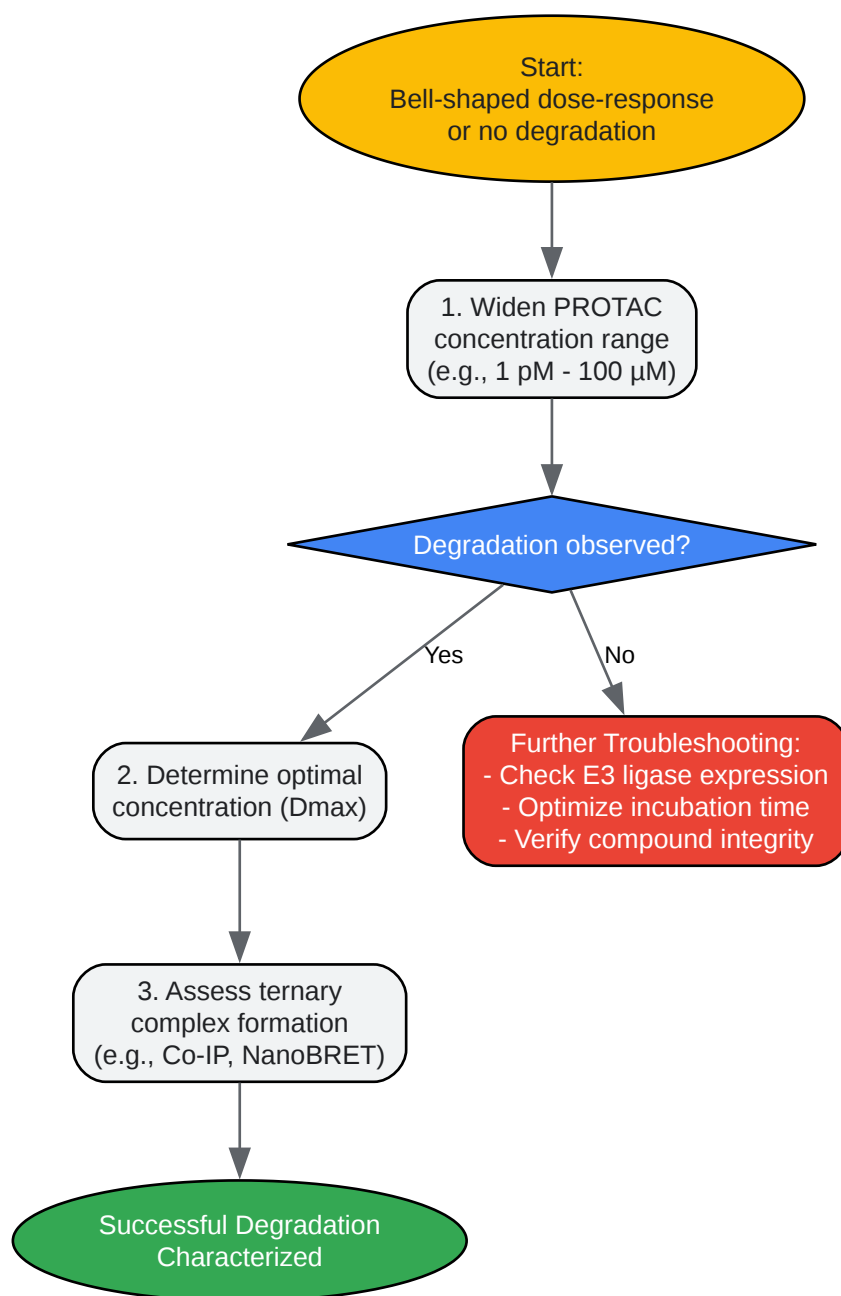 Start:
Bell-shaped dose-response
or no degradation
1. Widen PROTAC
concentration range
(e.g., 1 pM - 100 µM)
Degradation observed?
Yes
No
2. Determine optimal
concentration (Dmax)
Further Troubleshooting:
- Check E3 ligase expression
- Optimize incubation time
- Verify compound integrity
3. Assess ternary
complex formation
(e.g., Co-IP, NanoBRET)
Successful Degradation
Characterized